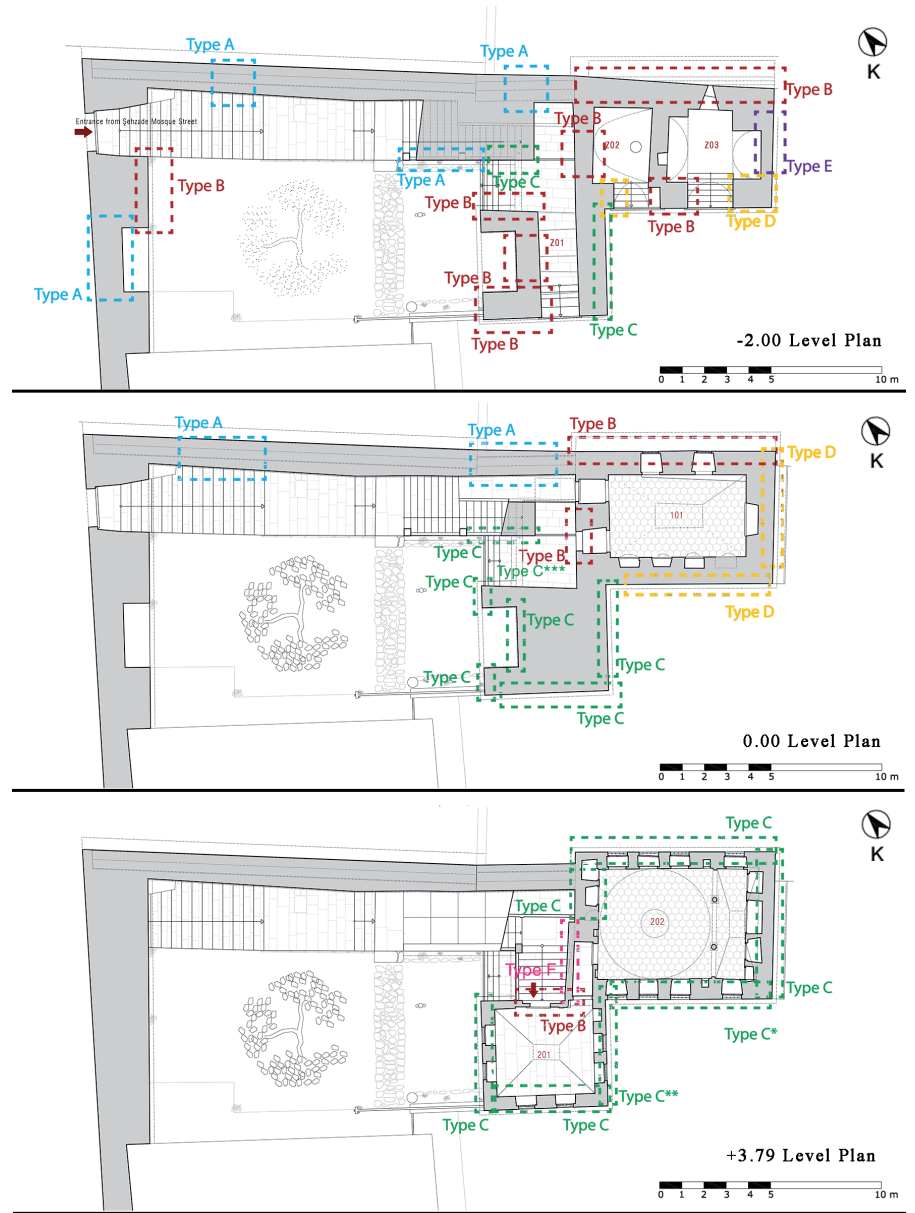 Type A
Type A
K
Type B
Entrance from Şehzade Mosque Street
Type B
Z02
Z03
Type A
Type C
Type B
Type E
Type B
Type B
Type D
Z01
Type B
Type A
Type C
Type B
-2.00 Level Plan
0 1 2 3 4 5 10 m
Type A
Type A
Type B
K
Type D
101
Type C
Type B
Type C***
Type C
Type C
Type D
Type C
Type C
Type C
0.00 Level Plan
0 1 2 3 4 5 10 m
Type C
K
Type C
202
Type F
Type C
Type B
Type C*
201
Type C**
Type C
Type C
+3.79 Level Plan
0 1 2 3 4 5 10 m